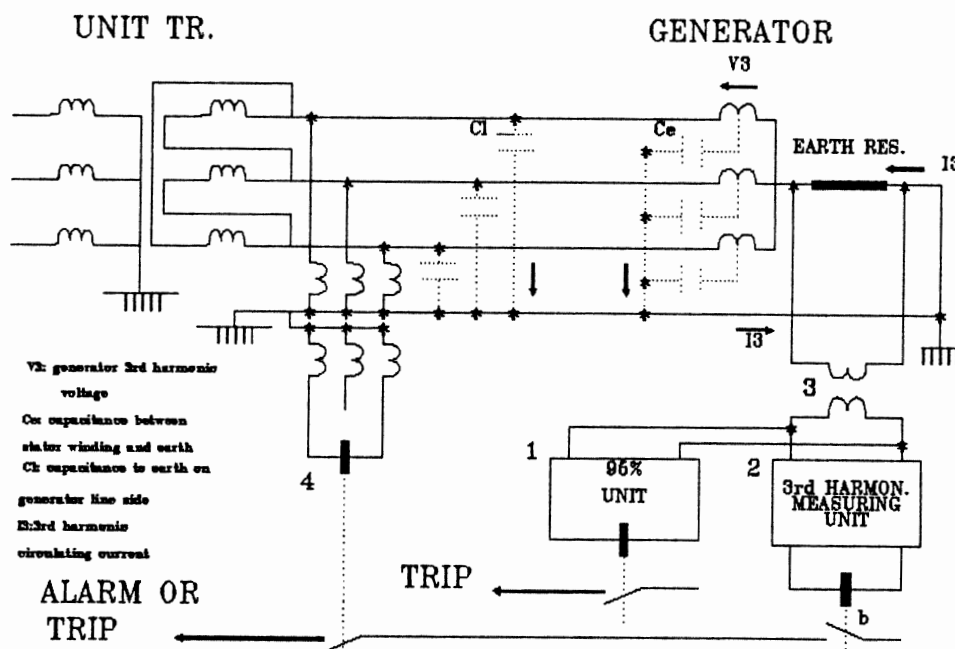 UNIT TR.
GENERATOR
V3
Cl
Ce
EARTH RES.
I3
I3
V3: generator 3rd harmonic
voltage
Ce: capacitance between
stator winding and earth
Cl: capacitance to earth on
generator line side
I3:3rd harmonic
circulating current
3
1
95%
UNIT
2
3rd HARMON.
MEASURING
UNIT
4
TRIP
ALARM OR
TRIP
b